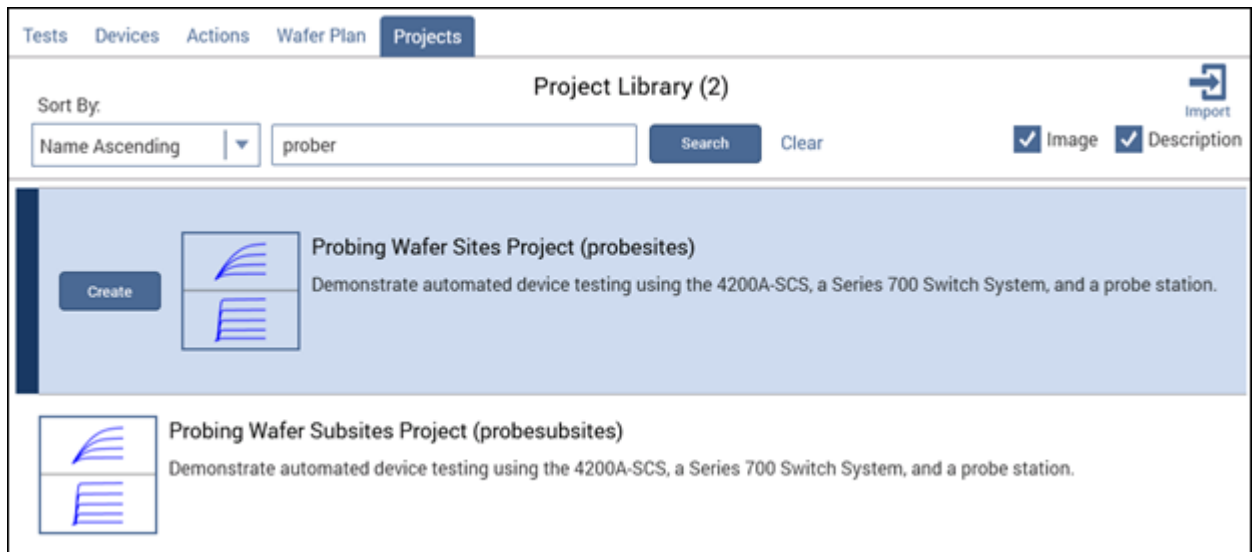 Tests Devices Actions Wafer Plan Projects
Project Library (2)
Import
Sort By:
Name Ascending prober Search Clear Image Description
Probing Wafer Sites Project (probesites)
Create
Demonstrate automated device testing using the 4200A-SCS, a Series 700 Switch System, and a probe station.
Probing Wafer Subsites Project (probesubsites)
Demonstrate automated device testing using the 4200A-SCS, a Series 700 Switch System, and a probe station.